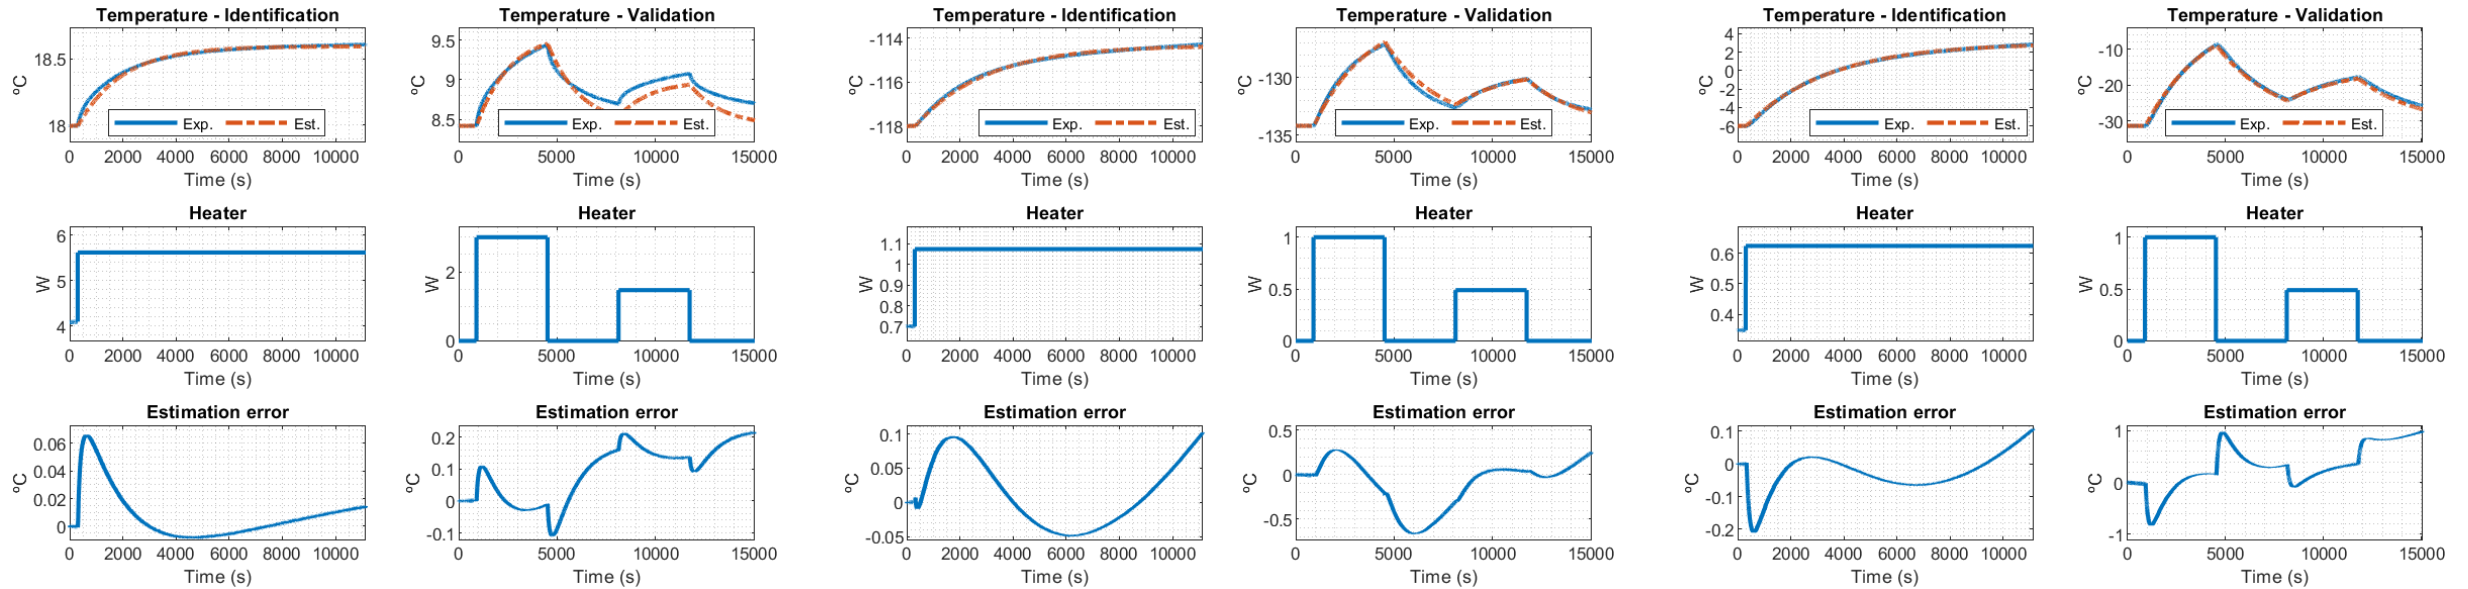 Temperature - Identification
Temperature - Validation
Temperature - Identification
Temperature - Validation
Temperature - Identification
Temperature - Validation
ºC
18.5
18
Exp.
Est.
0 2000 4000 6000 8000 10000
Time (s)
ºC
9.5
9
8.5
Exp.
Est.
0 5000 10000 15000
Time (s)
ºC
-114
-116
-118
Exp.
Est.
0 2000 4000 6000 8000 10000
Time (s)
ºC
-130
-135
Exp.
Est.
0 5000 10000 15000
Time (s)
ºC
4
2
0
-2
-4
-6
Exp.
Est.
0 2000 4000 6000 8000 10000
Time (s)
ºC
-10
-20
-30
Exp.
Est.
0 5000 10000 15000
Time (s)
Heater
W
6
5
4
0 2000 4000 6000 8000 10000
Time (s)
Heater
W
2
0
0 5000 10000 15000
Time (s)
Heater
W
1.1
1
0.9
0.8
0.7
0 2000 4000 6000 8000 10000
Time (s)
Heater
W
1
0.5
0
0 5000 10000 15000
Time (s)
Heater
W
0.6
0.5
0.4
0 2000 4000 6000 8000 10000
Time (s)
Heater
W
1
0.5
0
0 5000 10000 15000
Time (s)
Estimation error
ºC
0.06
0.04
0.02
0
0 2000 4000 6000 8000 10000
Time (s)
Estimation error
ºC
0.2
0.1
0
-0.1
0 5000 10000 15000
Time (s)
Estimation error
ºC
0.1
0.05
0
-0.05
0 2000 4000 6000 8000 10000
Time (s)
Estimation error
ºC
0.5
0
-0.5
0 5000 10000 15000
Time (s)
Estimation error
ºC
0.1
0
-0.1
-0.2
0 2000 4000 6000 8000 10000
Time (s)
Estimation error
ºC
1
0
-1
0 5000 10000 15000
Time (s)